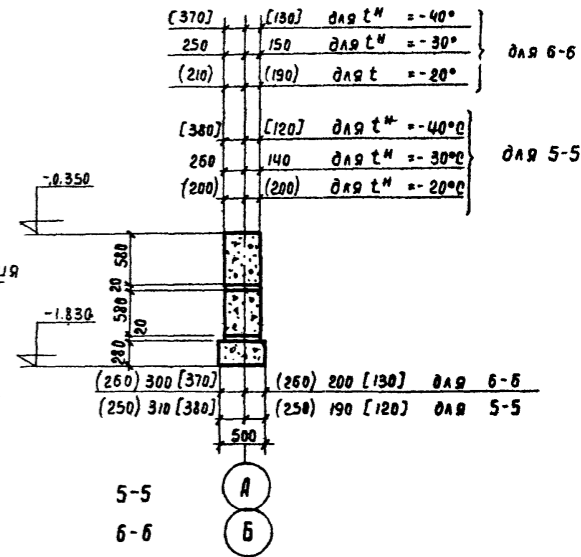 [370] [130] для tн =-40°
250 150 для tн =-30°
(210) (190) для t =-20°
для 6-6
[380] [120] для tн =-40°С
260 140 для tн =-30°С
(200) (200) для tн =-20°С
для 5-5
-0.350
580
20
580
20
280
-1.830
(260) 300 [370] (260) 200 [130] для 6-6
(250) 310 [380] (250) 190 [120] для 5-5
500
5-5 А
6-6 Б